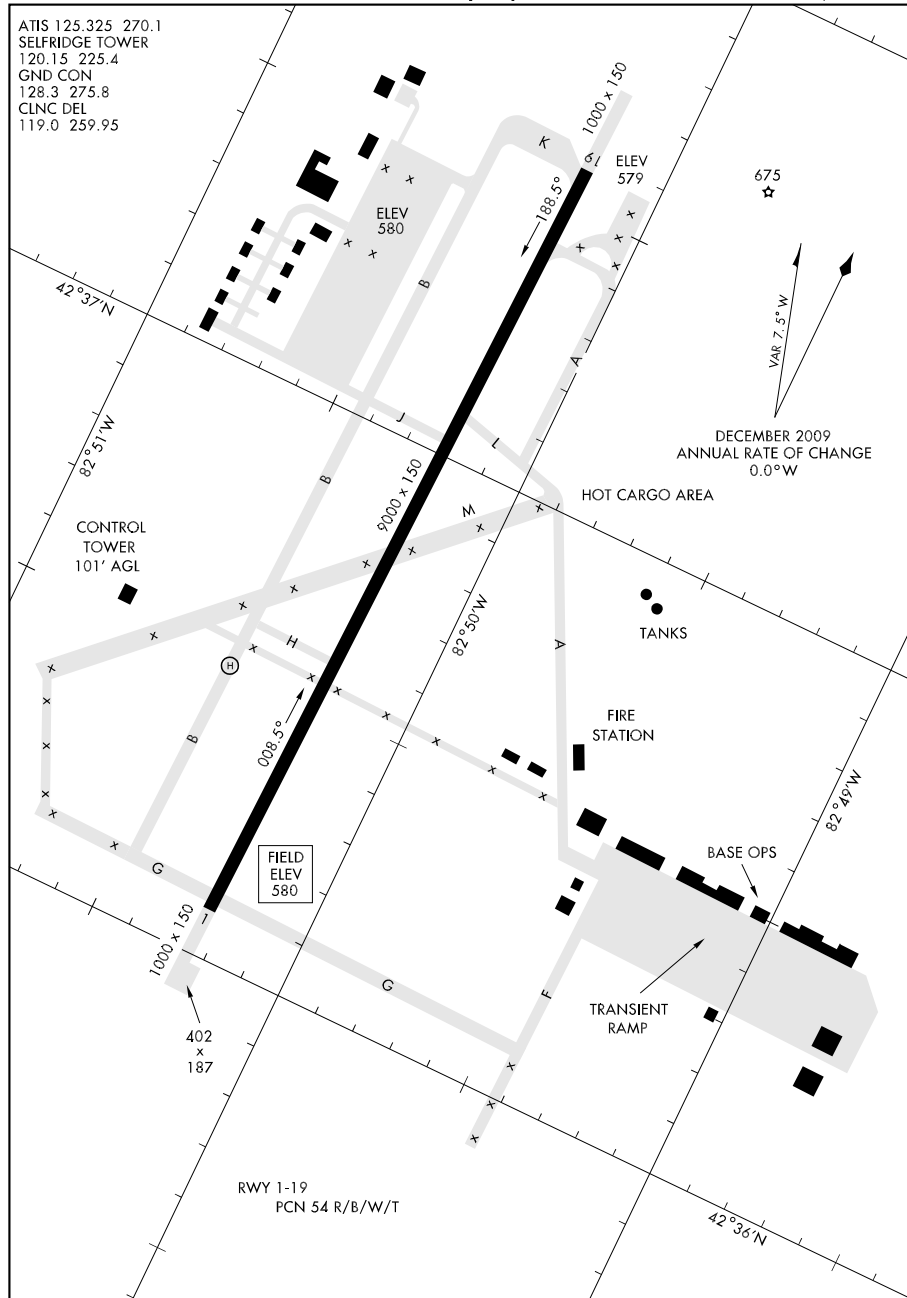 ATIS 125.325 270.1
SELFRIDGE TOWER
120.15 225.4
GND CON
128.3 275.8
CLNC DEL
119.0 259.95
1000 x 150
K
19
ELEV
579
675
188.5°
ELEV
580
B
42°37'N
VAR 7.5° W
A
DECEMBER 2009
ANNUAL RATE OF CHANGE
0.0° W
J
L
82°51'W
B
9000 x 150
M
HOT CARGO AREA
CONTROL
TOWER
101' AGL
TANKS
82°50'W
H
H
A
B
008.5°
FIRE
STATION
82°49'W
BASE OPS
G
FIELD
ELEV
580
1
1000 x 150
G
F
TRANSIENT
RAMP
402
x
187
RWY 1-19
PCN 54 R/B/W/T
42°36'N